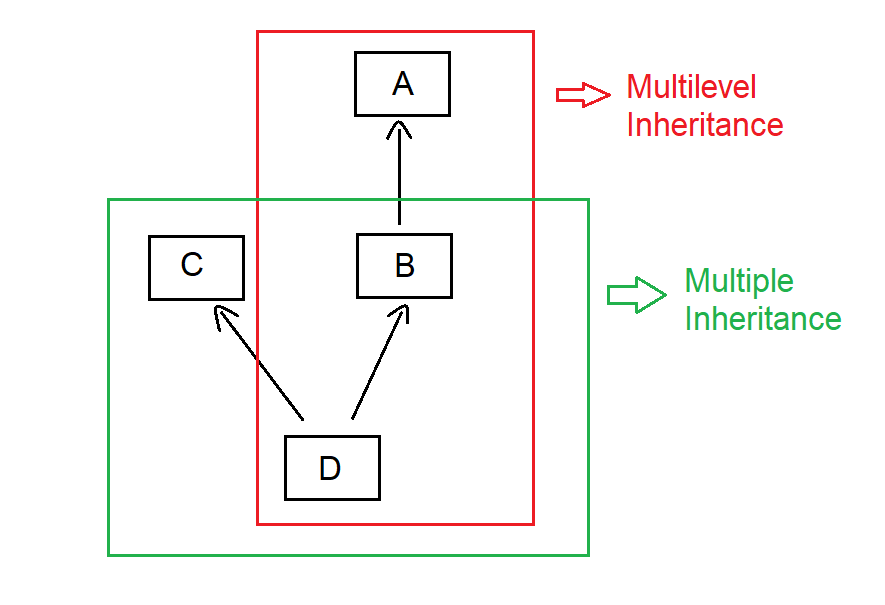 A
Multilevel
Inheritance
C
B
Multiple
Inheritance
D